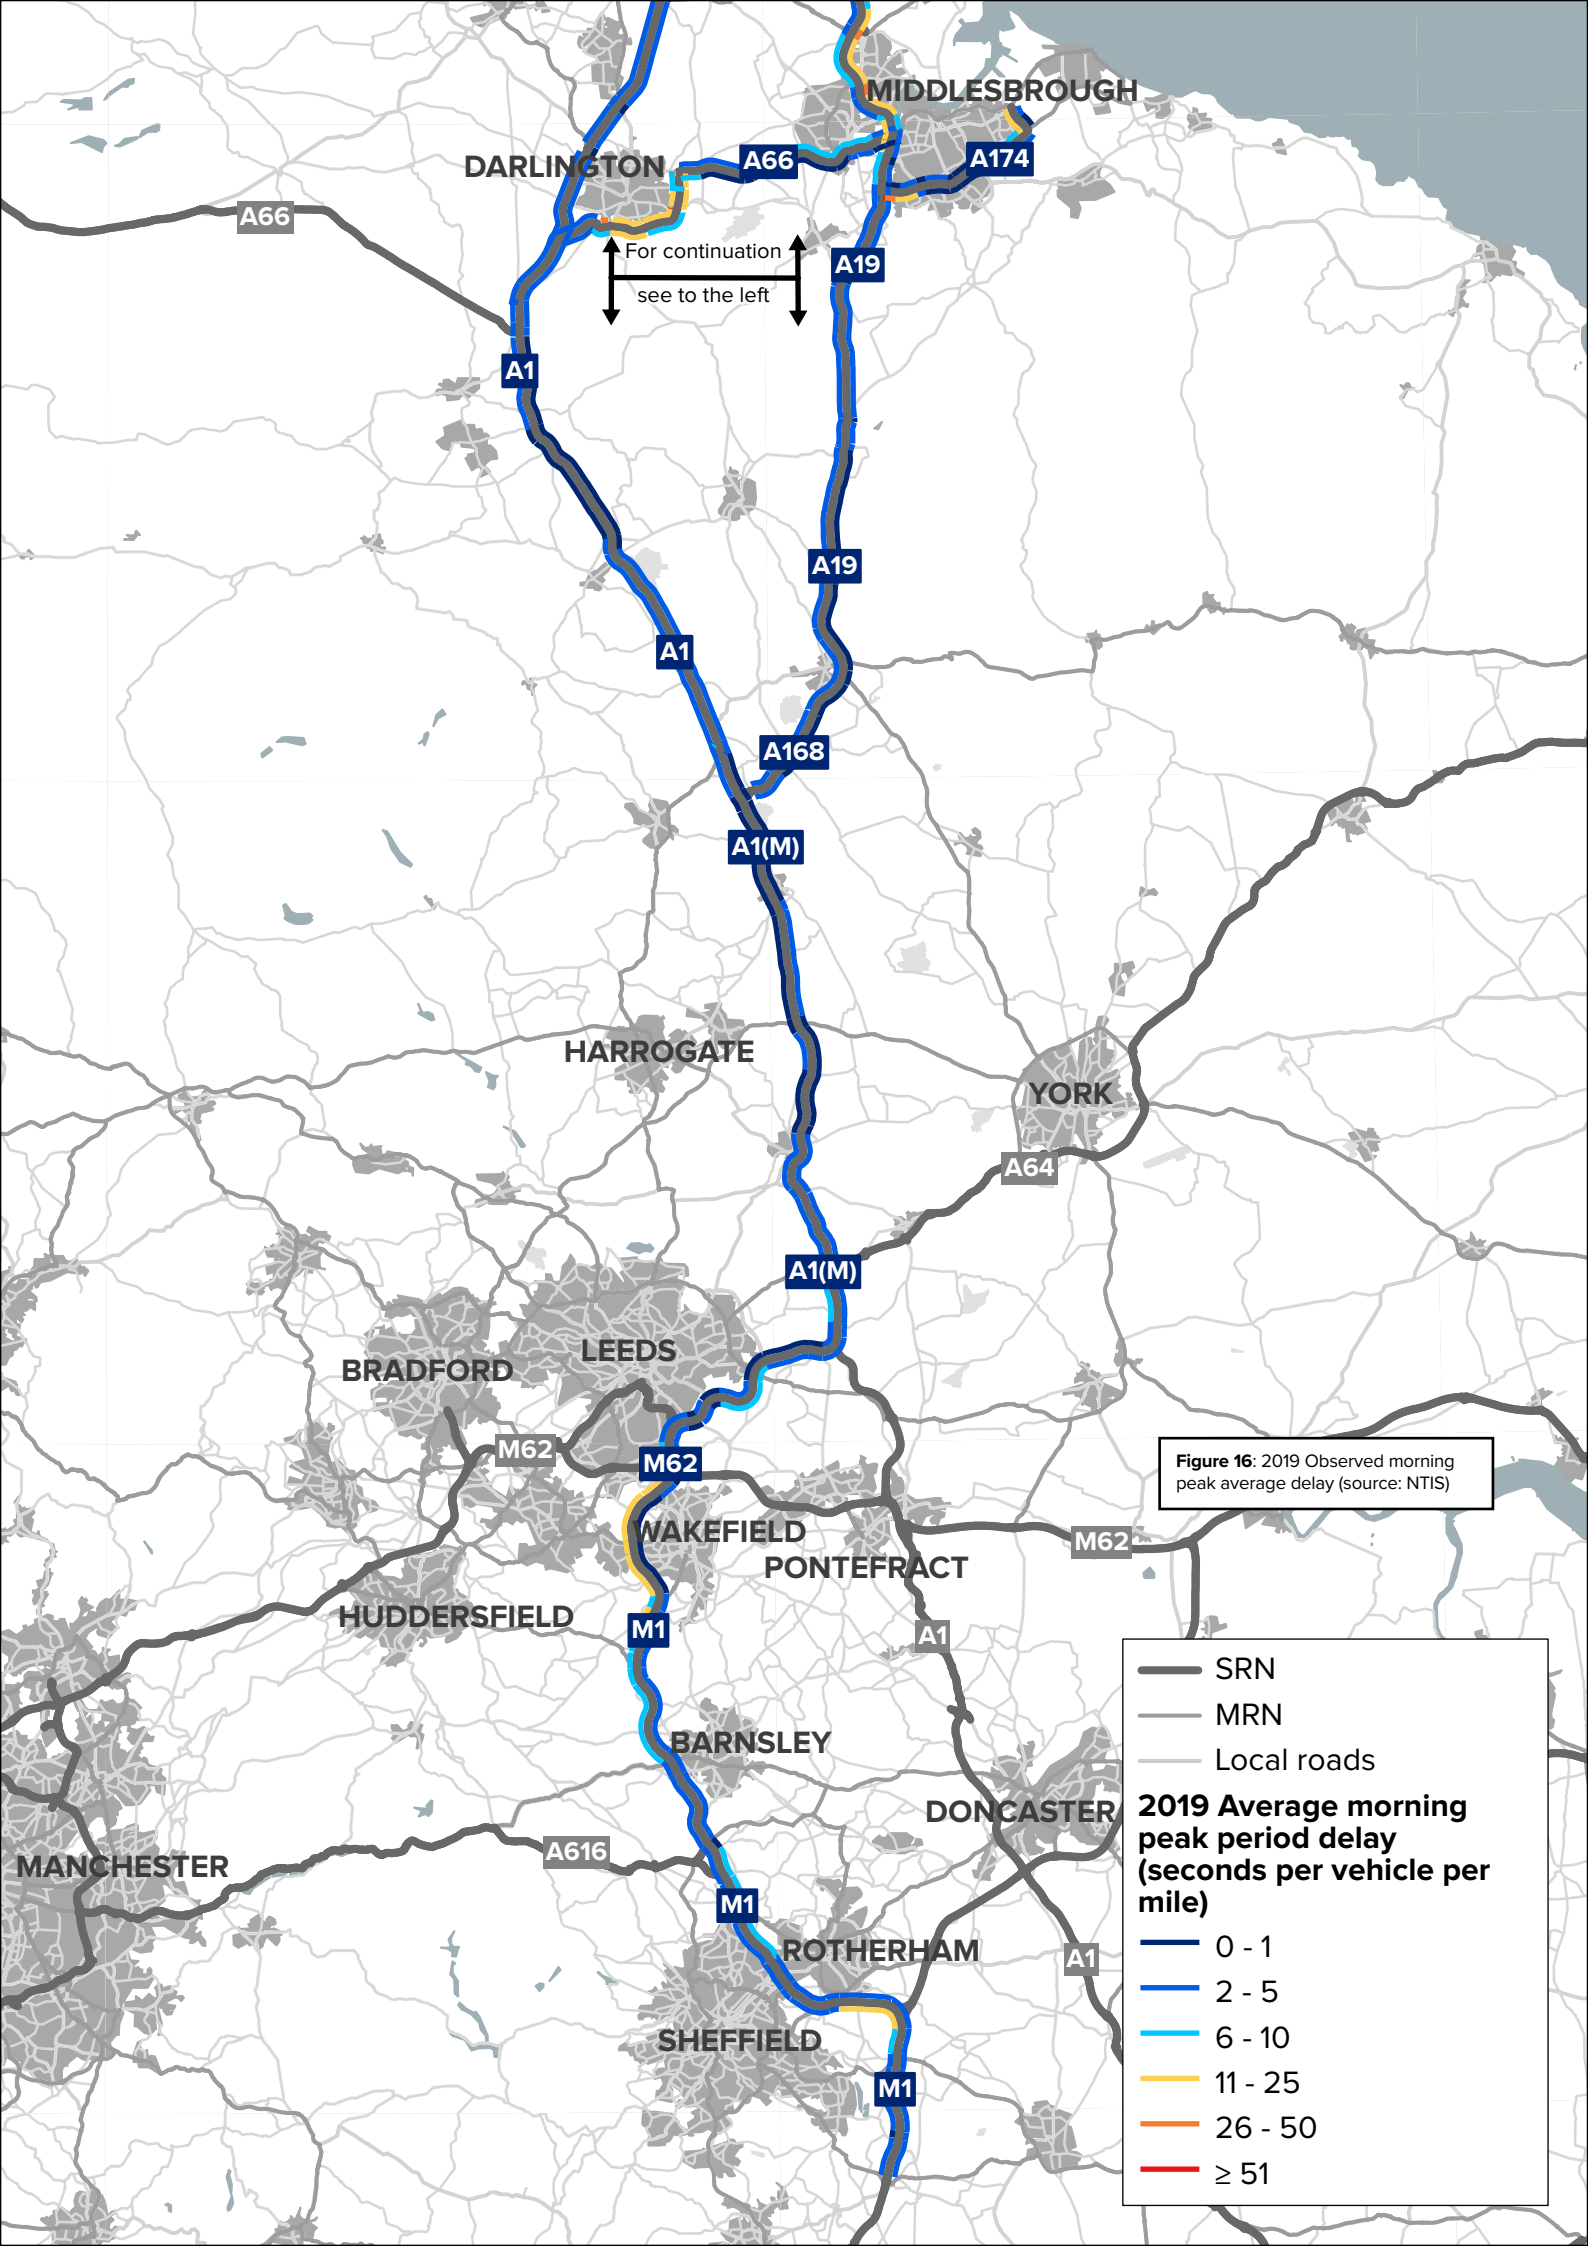 MIDDLESBROUGH
DARLINGTON
A66
A174
A66
For continuation
see to the left
A19
A1
A19
A1
A168
A1(M)
HARROGATE
YORK
A64
A1(M)
LEEDS
BRADFORD
M62
M62
Figure 16: 2019 Observed morning
peak average delay (source: NTIS)
WAKEFIELD
M62
PONTEFRACT
HUDDERSFIELD
M1
A1
BARNSLEY
DONCASTER
A616
MANCHESTER
M1
ROTHERHAM
A1
SHEFFIELD
M1
SRN
MRN
Local roads
2019 Average morning
peak period delay
(seconds per vehicle per
mile)
0 - 1
2 - 5
6 - 10
11 - 25
26 - 50
≥ 51